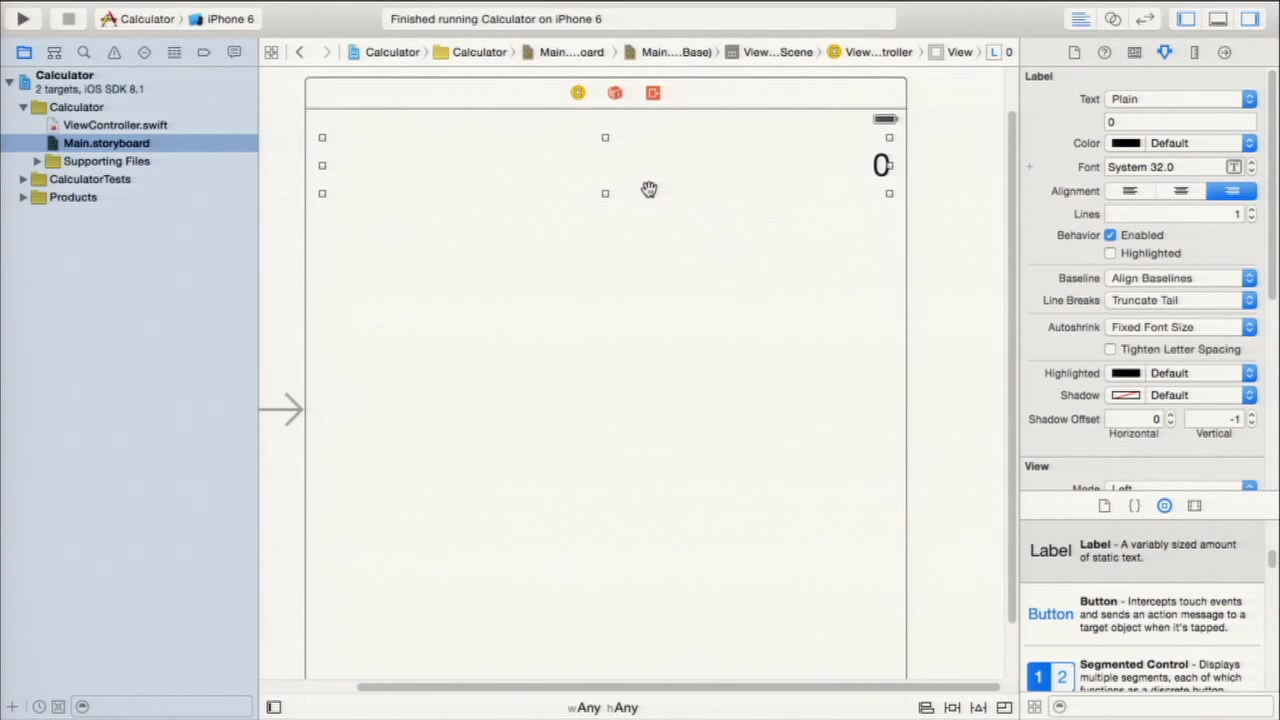 Calculator iPhone 6
Finished running Calculator on iPhone 6
Calculator Calculator Main....oard Main....Base) View...Scene View...troller View L 0
Calculator
2 targets, iOS SDK 8.1
Calculator
ViewController.swift
Main.storyboard
Supporting Files
CalculatorTests
Products
0
wAny hAny
Label
Text Plain
0
Color Default
Font System 32.0 T
Alignment
Lines 1
Behavior Enabled
Highlighted
Baseline Align Baselines
Line Breaks Truncate Tail
Autoshrink Fixed Font Size
Tighten Letter Spacing
Highlighted Default
Shadow Default
Shadow Offset 0 -1
Horizontal Vertical
View
Mode Left
Label Label - A variably sized amount
of static text.
Button - Intercepts touch events
Button and sends an action message to a
target object when it's tapped.
Segmented Control - Displays
1 2 multiple segments, each of which
functions as a discrete button.